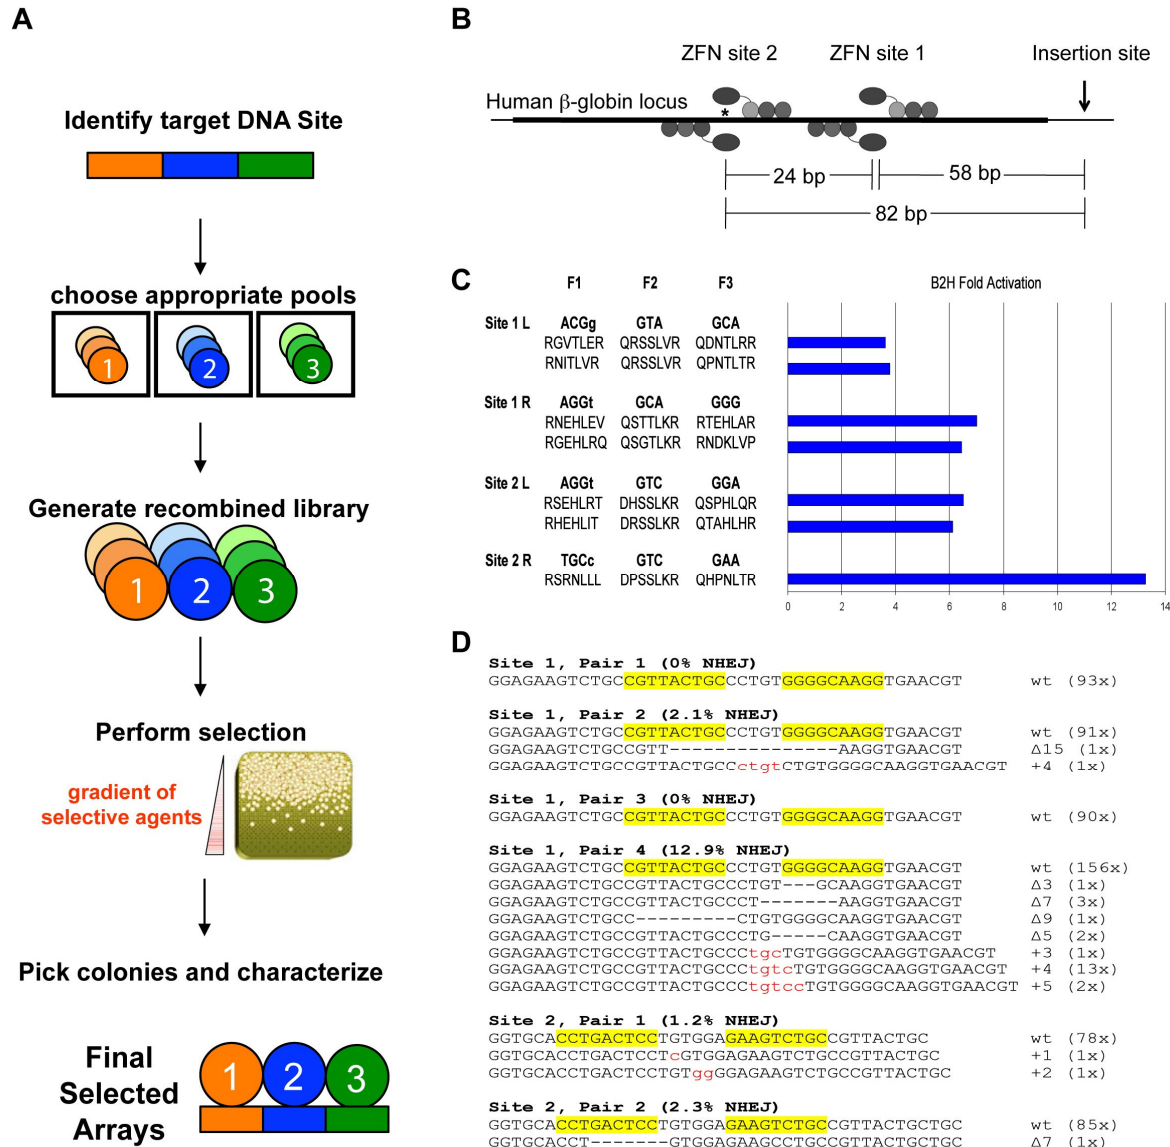 A
Identify target DNA Site
choose appropriate pools
1 2 3
Generate recombined library
1 2 3
Perform selection
gradient of
selective agents
Pick colonies and characterize
Final
Selected
Arrays
1 2 3
B
ZFN site 2 ZFN site 1 Insertion site
Human β-globin locus
*
24 bp 58 bp
82 bp
C
F1 F2 F3 B2H Fold Activation
Site 1 L ACGg GTA GCA
RGVTLER QRSSLVR QDNTLRR
RNITLVR QRSSLVR QPNTLTR
Site 1 R AGGt GCA GGG
RNEHLEV QSTTLKR RTEHLAR
RGEHLRQ QSGTLKR RNDKLVP
Site 2 L AGGt GTC GGA
RSEHLRT DHSSLKR QSPHLQR
RHEHLIT DRSSLKR QTAHLHR
Site 2 R TGCc GTC GAA
RSRNLLL DPSSLKR QHPNLTR
0 2 4 6 8 10 12 14
D
Site 1, Pair 1 (0% NHEJ)
GGAGAAGTCTGCCGTTACTGCCCTGTGGGGCAAGGTGAACGT wt (93x)
Site 1, Pair 2 (2.1% NHEJ)
GGAGAAGTCTGCCGTTACTGCCCTGTGGGGCAAGGTGAACGT wt (91x)
GGAGAAGTCTGCCGTT---------------AAGGTGAACGT Δ15 (1x)
GGAGAAGTCTGCCGTTACTGCCctgtCTGTGGGGCAAGGTGAACGT +4 (1x)
Site 1, Pair 3 (0% NHEJ)
GGAGAAGTCTGCCGTTACTGCCCTGTGGGGCAAGGTGAACGT wt (90x)
Site 1, Pair 4 (12.9% NHEJ)
GGAGAAGTCTGCCGTTACTGCCCTGTGGGGCAAGGTGAACGT wt (156x)
GGAGAAGTCTGCCGTTACTGCCCTGT---GCAAGGTGAACGT Δ3 (1x)
GGAGAAGTCTGCCGTTACTGCCCT-------AAGGTGAACGT Δ7 (3x)
GGAGAAGTCTGCC---------CTGTGGGGCAAGGTGAACGT Δ9 (1x)
GGAGAAGTCTGCCGTTACTGCCCTG-----CAAGGTGAACGT Δ5 (2x)
GGAGAAGTCTGCCGTTACTGCCCtgcTGTGGGGCAAGGTGAACGT +3 (1x)
GGAGAAGTCTGCCGTTACTGCCCtgtcTGTGGGGCAAGGTGAACGT +4 (13x)
GGAGAAGTCTGCCGTTACTGCCCtgtccTGTGGGGCAAGGTGAACGT +5 (2x)
Site 2, Pair 1 (1.2% NHEJ)
GGTGCACCTGACTCCTGTGGAGAAGTCTGCCGTTACTGC wt (78x)
GGTGCACCTGACTCCTcGTGGAGAAGTCTGCCGTTACTGC +1 (1x)
GGTGCACCTGACTCCTGTggGGAGAAGTCTGCCGTTACTGC +2 (1x)
Site 2, Pair 2 (2.3% NHEJ)
GGTGCACCTGACTCCTGTGGAGAAGTCTGCCGTTACTGCTGC wt (85x)
GGTGCACCT-------GTGGAGAAGCCTGCCGTTACTGCTGC Δ7 1x)